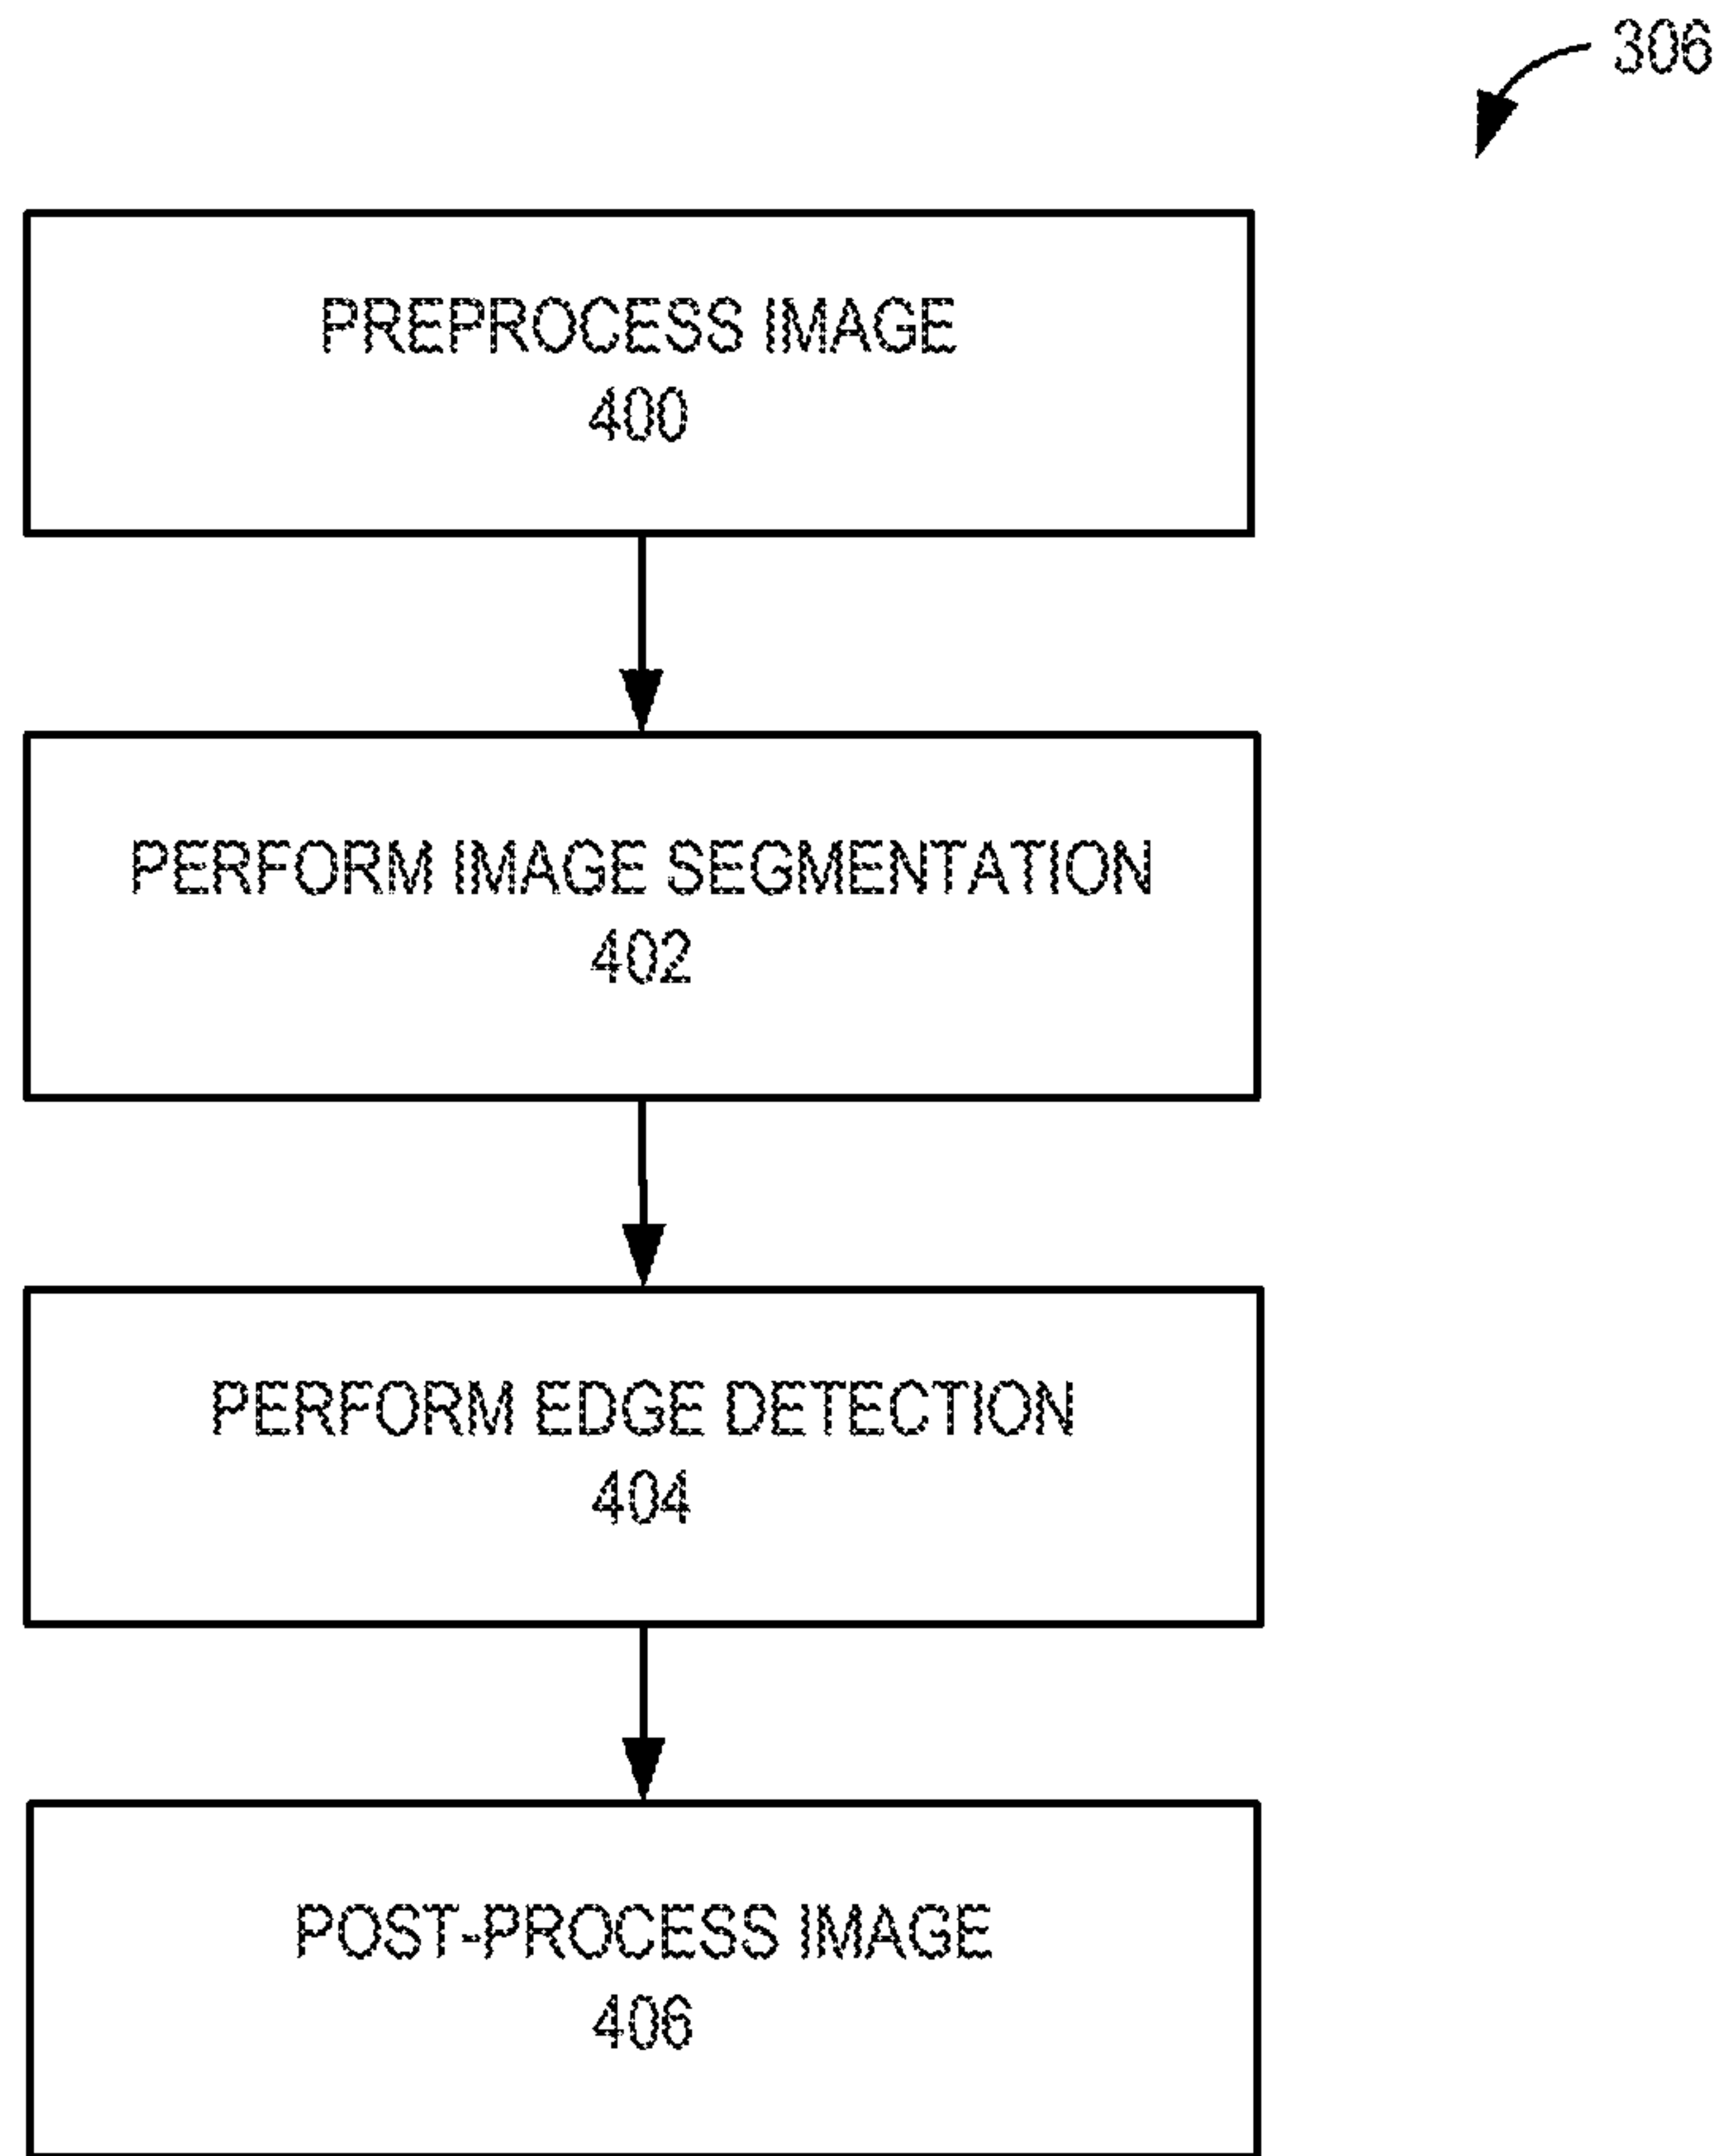 306
PREPROCESS IMAGE
400
PERFORM IMAGE SEGMENTATION
402
PERFORM EDGE DETECTION
404
POST-PROCESS IMAGE
406